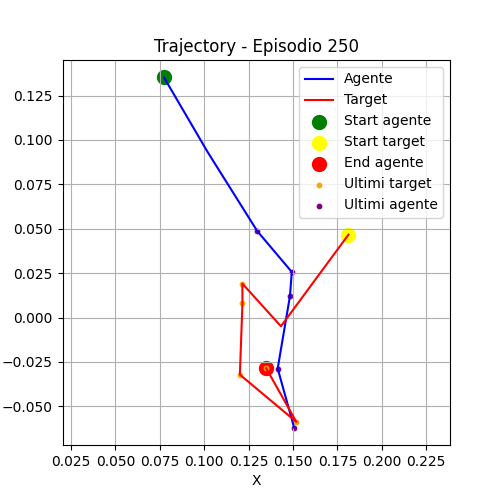 Trajectory - Episodio 250
Agente
Target
Start agente
Start target
End agente
Ultimi target
Ultimi agente
0.125
0.100
0.075
0.050
0.025
0.000
−0.025
−0.050
0.025 0.050 0.075 0.100 0.125 0.150 0.175 0.200 0.225
X